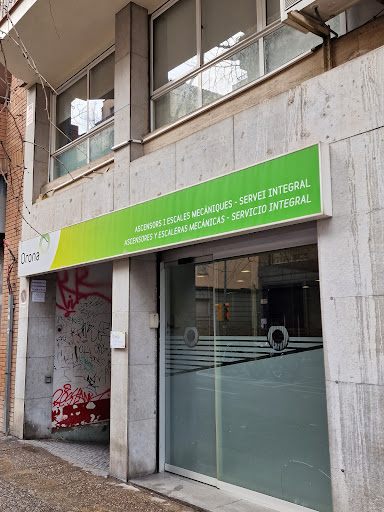 Orona
ASCENSORS I ESCALES MECÀNIQUES - SERVEI INTEGRAL
ASCENSORES Y ESCALERAS MECÁNICAS - SERVICIO INTEGRAL